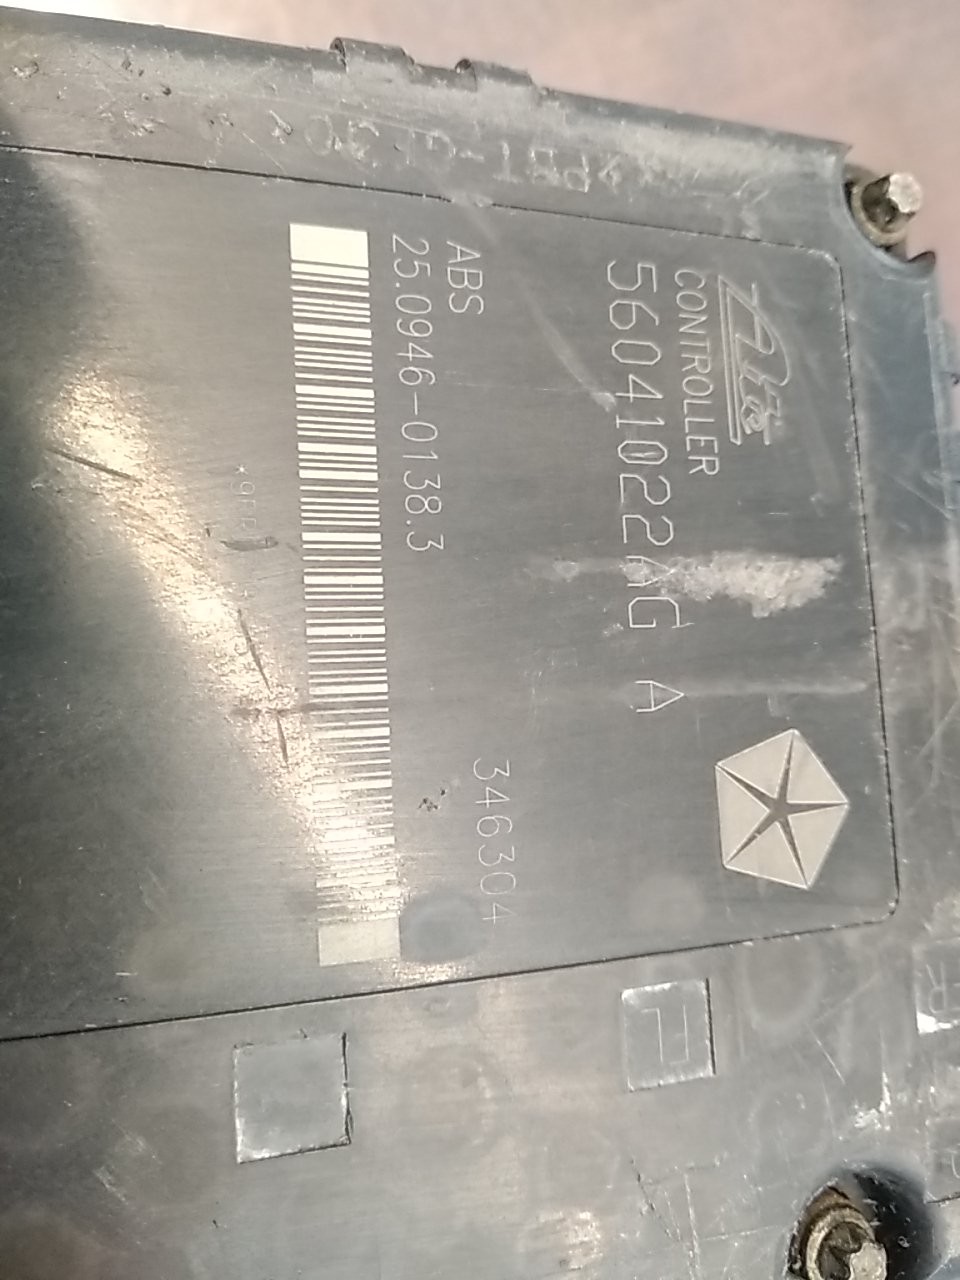 Ate
CONTROLLER
56041022AG A
ABS
346304
25.0946-0138.3